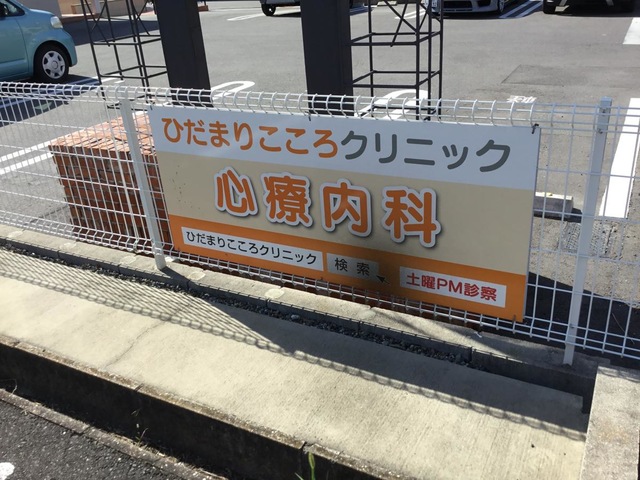 ひだまりこころクリニック
心療内科
ひだまりこころクリニック 検索 土曜PM診察